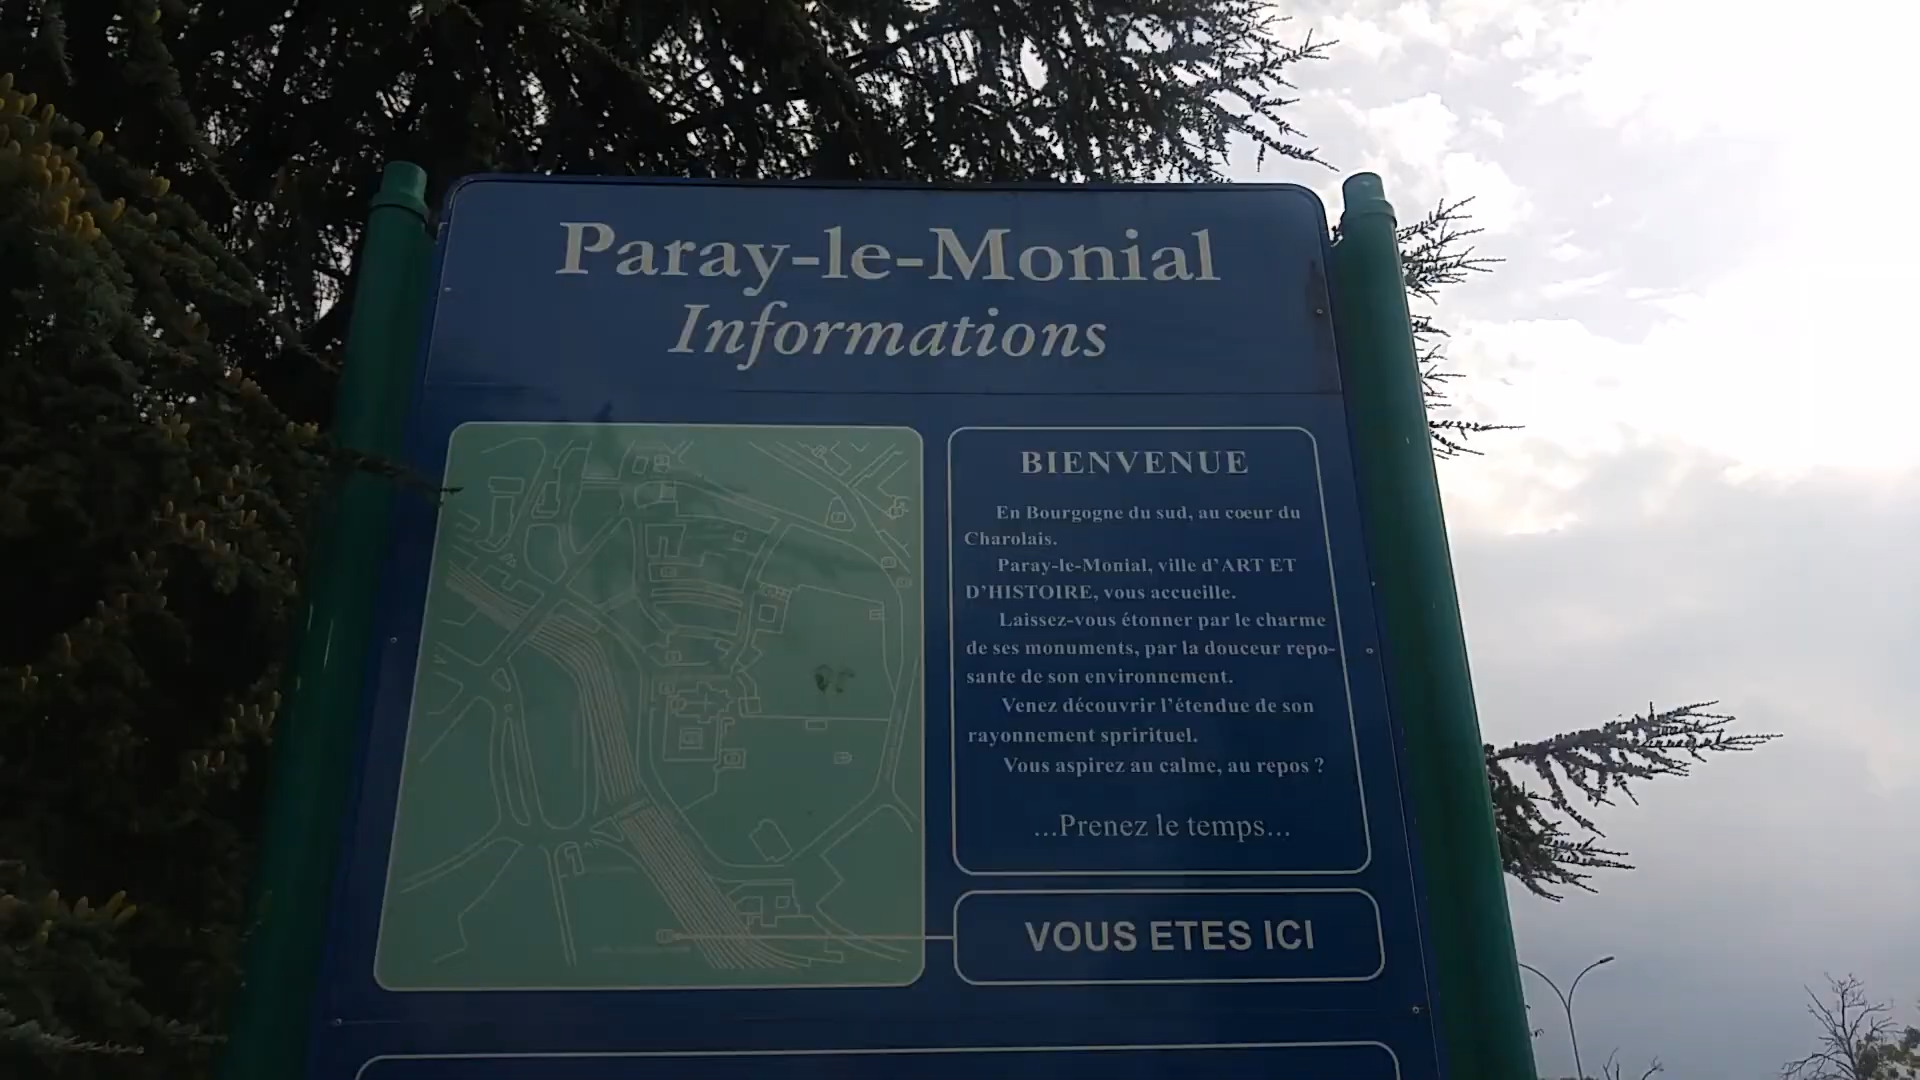 Paray-le-Monial
Informations
BIENVENUE
En Bourgogne du sud, au coeur du
Charolais.
Paray-le-Monial, ville d'ART ET
D'HISTOIRE, vous accueille.
Laissez-vous étonner par le charme
de ses monuments, par la douceur repo-
sante de son environnement.
Venez découvrir l'étendue de son
rayonnement sprirituel.
Vous aspirez au calme, au repos ?
...Prenez le temps...
VOUS ETES ICI